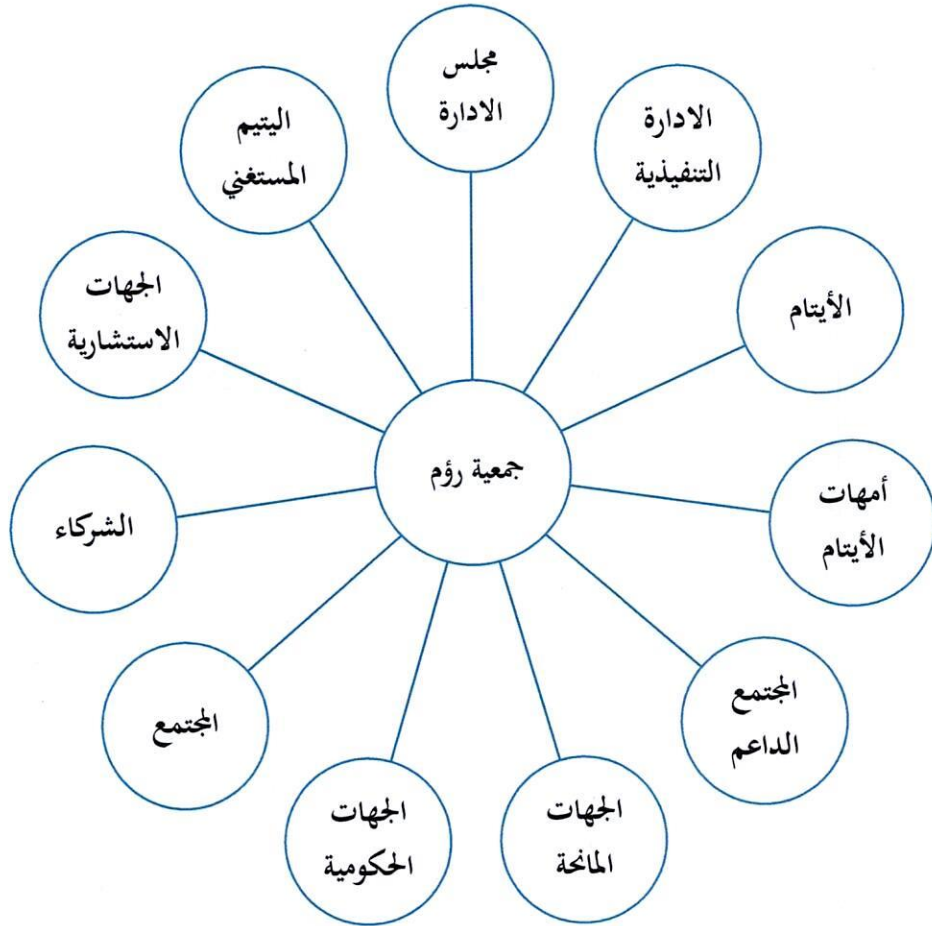 مجلس
الادارة
الادارة
التنفيذية
الأيتام
أمهات
الأيتام
المجتمع
الداعم
الجهات
المانحة
الجهات
الحكومية
المجتمع
الشركاء
الجهات
الاستشارية
اليتيم
المستغني
جمعية رؤم